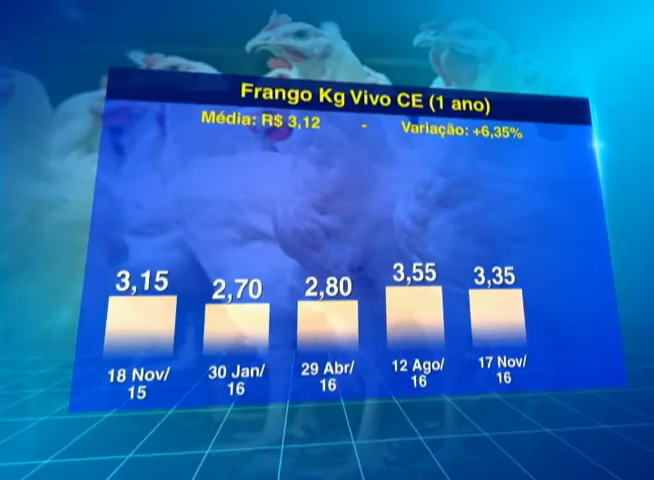 Frango Kg Vivo CE (1 ano)
Média: R$ 3,12 - Variação: +6,35%
3,15 2,70 2,80 3,55 3,35
18 Nov/ 30 Jan/ 29 Abr/ 12 Ago/ 17 Nov/
15 16 16 16 16